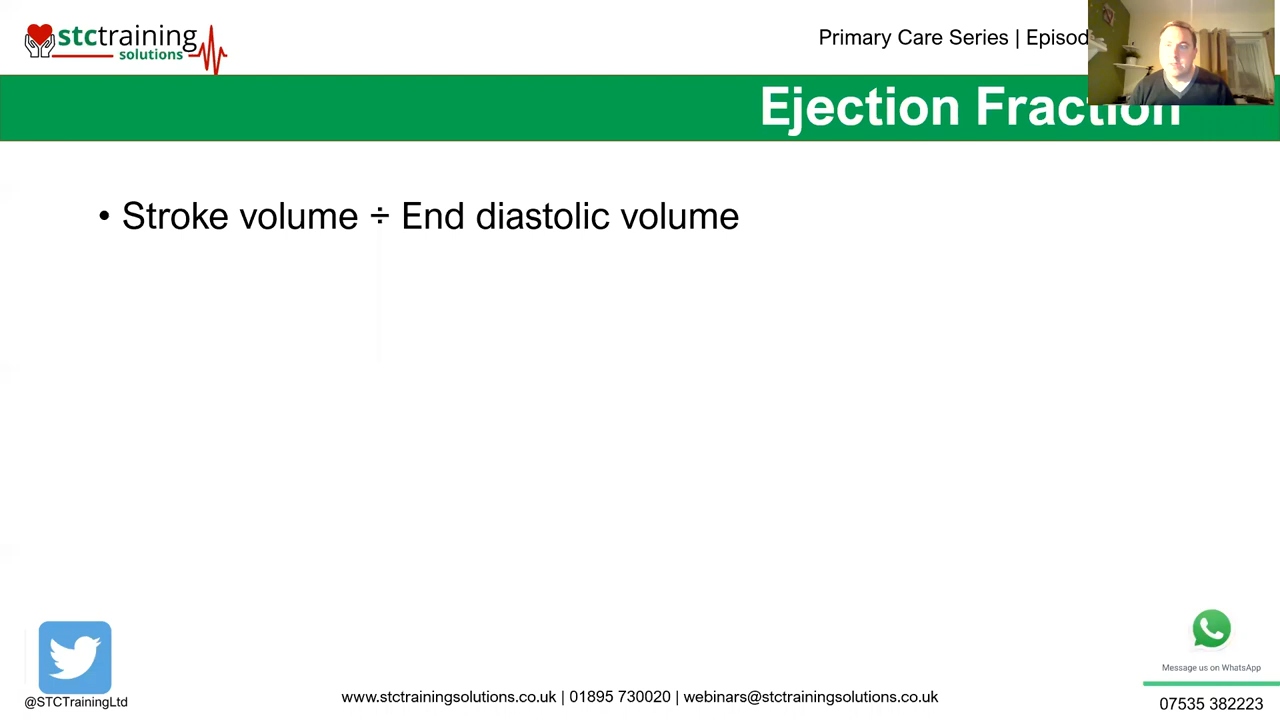 stctraining
solutions
Primary Care Series |
Ejection Fraction
• Stroke volume ÷ End diastolic volume
@STCTrainingLtd
www.stctrainingsolutions.co.uk | 01895 730020 | webinars@stctrainingsolutions.co.uk
Message us on WhatsApp
07535 382223